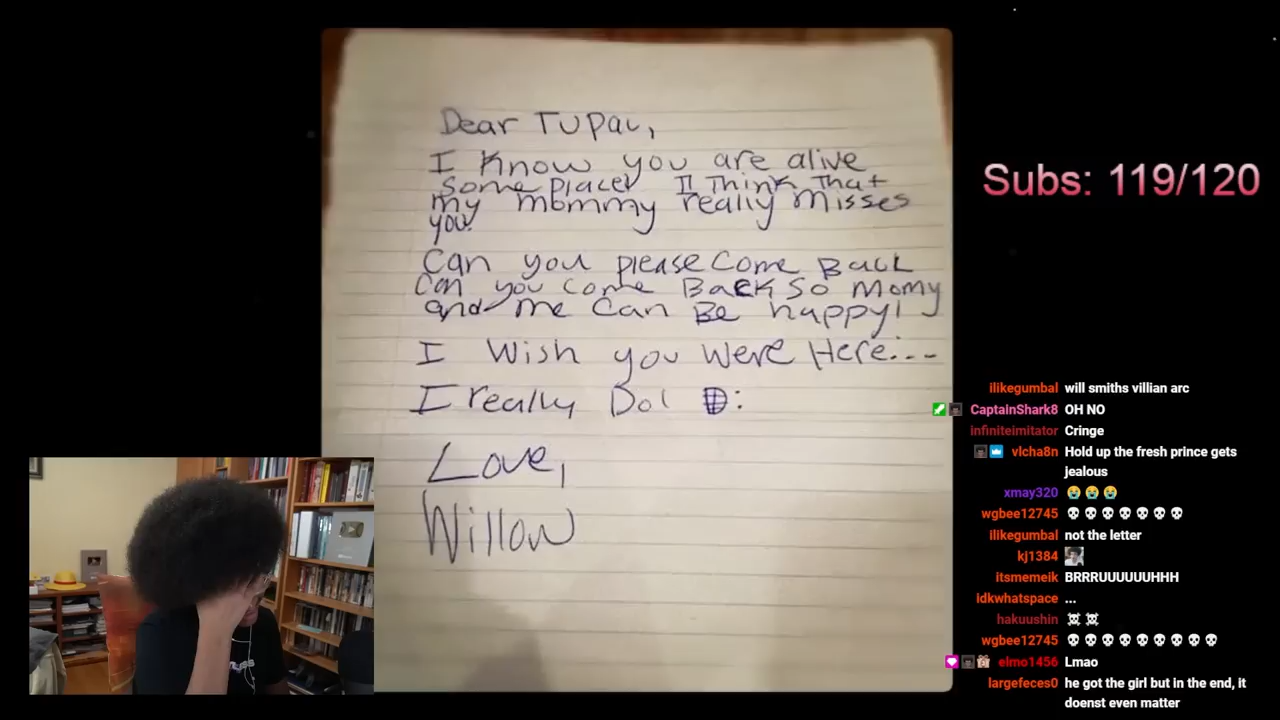 Dear Tupac,
I Know you are alive
some place. I Think That
my mommy really misses
you.
Can you please come Back
Can you come Back so Momy
and me can Be happy!
I Wish you were Here...
I really Do!
Love,
Willow
Subs: 119/120
ilikegumbal will smiths villian arc
CaptainShark8 OH NO
infiniteimitator Cringe
vlcha8n Hold up the fresh prince gets
jealous
xmay320 😭 😭 😭
wgbee12745 💀 💀 💀 💀 💀 💀 💀
ilikegumbal not the letter
kj1384
itsmemeik BRRRUUUUUUHHH
idkwhatspace ...
hakuushin ☠ ☠
wgbee12745 💀 💀 💀 💀 💀 💀 💀 💀 💀
elmo1456 Lmao
largefeces0 he got the girl but in the end, it
doenst even matter